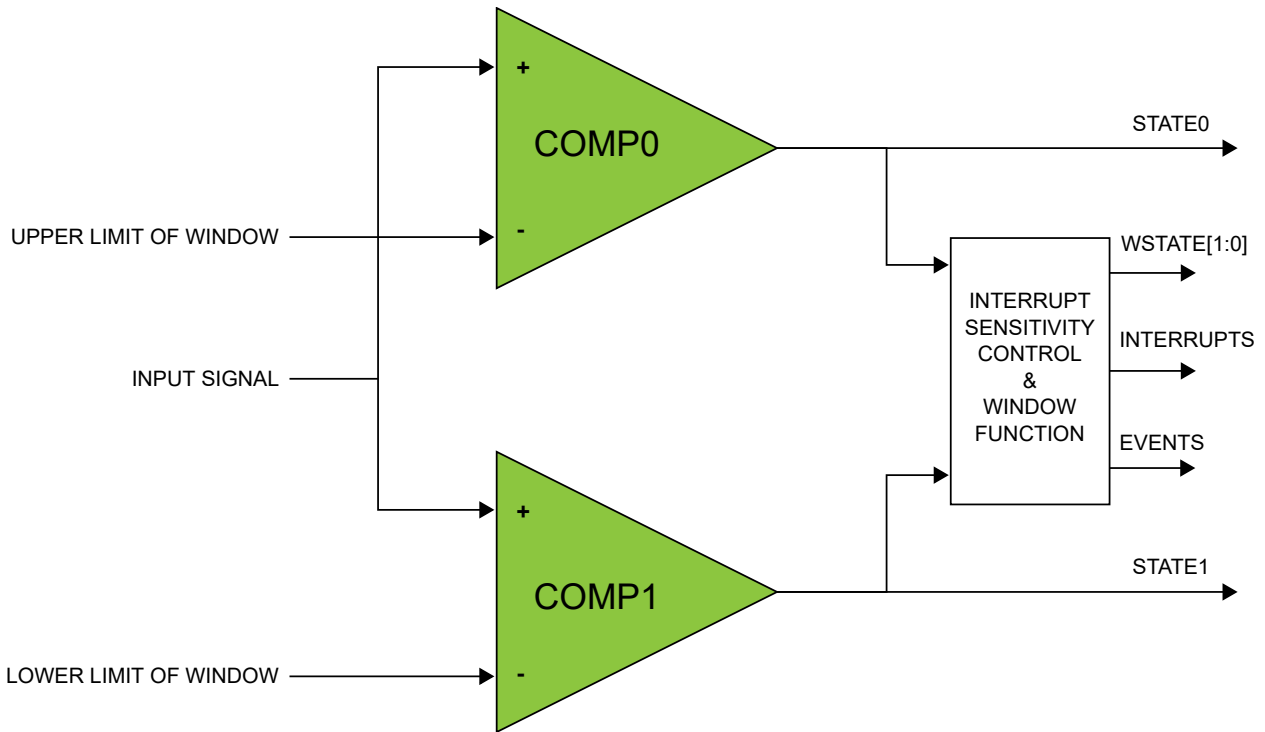 +
COMP0
-
STATE0
UPPER LIMIT OF WINDOW
WSTATE[1:0]
INTERRUPT
SENSITIVITY
CONTROL
&
WINDOW
FUNCTION
INTERRUPTS
EVENTS
INPUT SIGNAL
+
COMP1
-
STATE1
LOWER LIMIT OF WINDOW